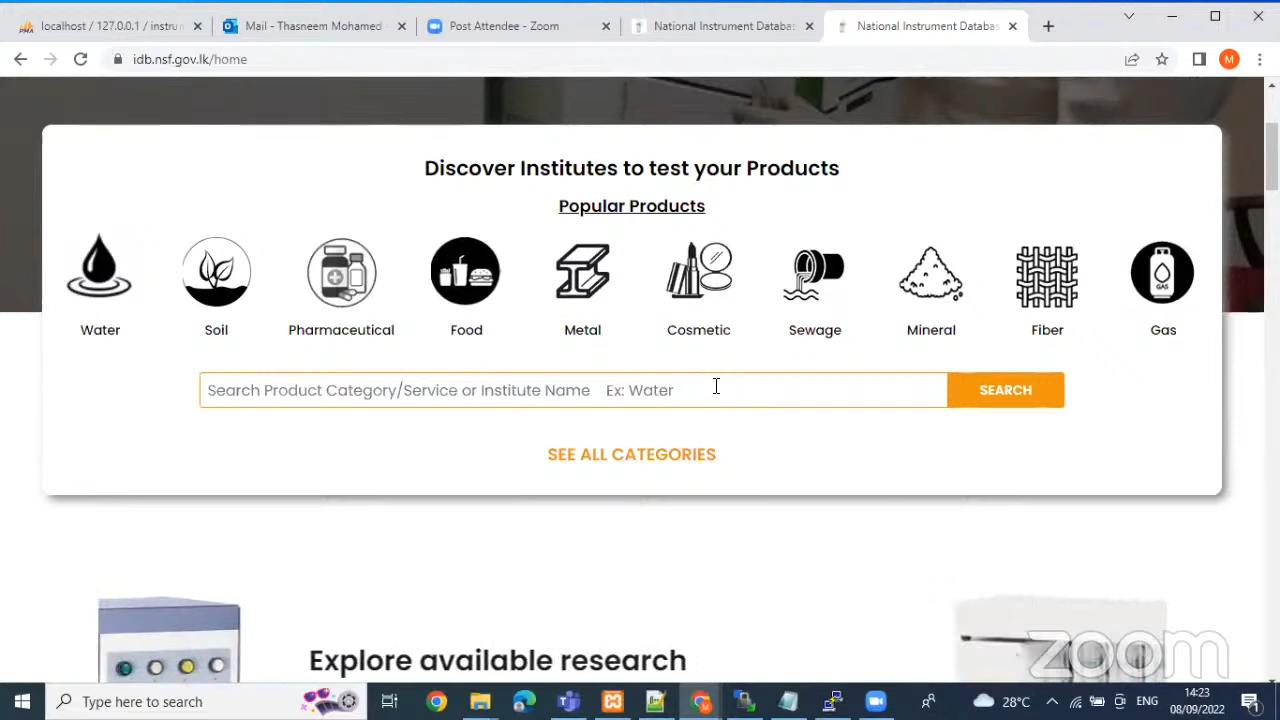 localhost / 127.0.0.1 / instru
Mail - Thasneem Mohamed
Post Attendee - Zoom
National Instrument Databas
National Instrument Databas
idb.nsf.gov.lk/home
M
Discover Institutes to test your Products
Popular Products
GAS
Water
Soil
Pharmaceutical
Food
Metal
Cosmetic
Sewage
Mineral
Fiber
Gas
Search Product Category/Service or Institute Name Ex: Water
SEARCH
SEE ALL CATEGORIES
Explore available research
zoom
Type here to search
28°C
ENG
14:23
08/09/2022